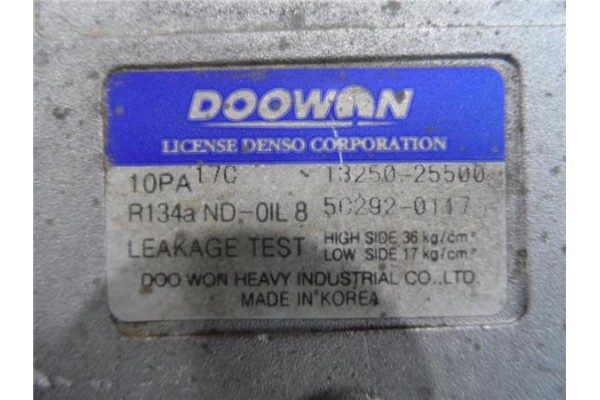 DOOWON
LICENSE DENSO CORPORATION
10PA17C 13250-25500
R134a ND-OIL 8 5C292-0117
LEAKAGE TEST HIGH SIDE 36 kg/cm²
LOW SIDE 17 kg/cm²
DOO WON HEAVY INDUSTRIAL CO.,LTD.
MADE IN KOREA